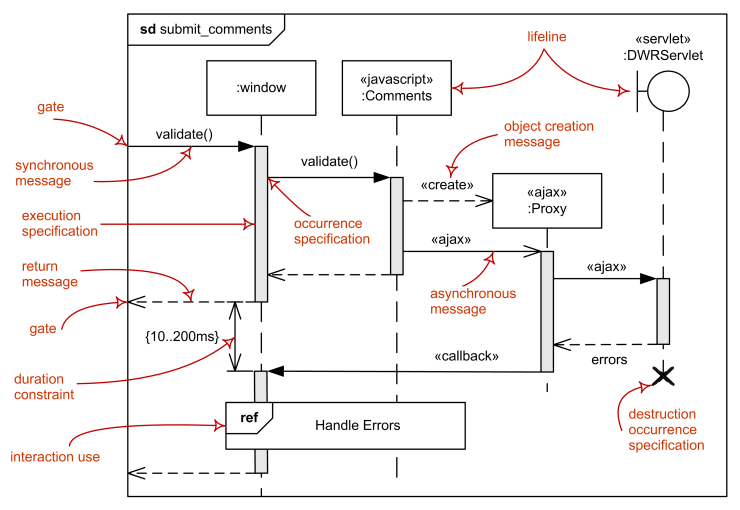 sd submit_comments
lifeline
«servlet»
:DWRServlet
:window
«javascript»
:Comments
gate
validate()
object creation
message
synchronous
message
validate()
«create»
«ajax»
:Proxy
execution
specification
occurrence
specification
«ajax»
return
message
«ajax»
asynchronous
message
gate
{10..200ms}
«callback»
errors
duration
constraint
ref
Handle Errors
destruction
occurrence
specification
interaction use